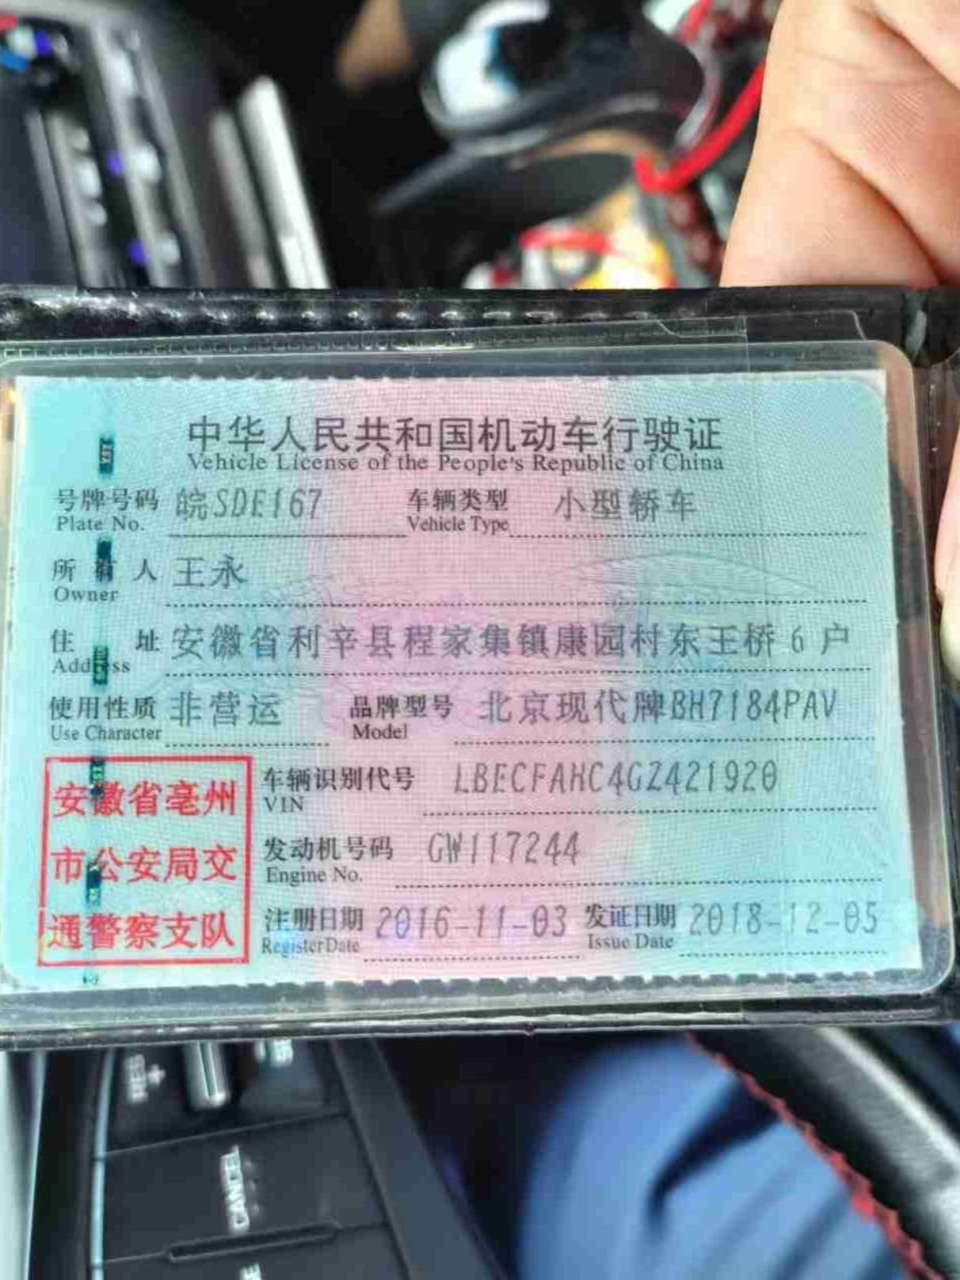 中华人民共和国机动车行驶证
Vehicle License of the People's Republic of China
号牌号码 皖SDE167 车辆类型 小型轿车
Plate No. Vehicle Type
所有人 王永
Owner
住址 安徽省利辛县程家集镇康园村东王桥6户
Address
使用性质 非营运 品牌型号 北京现代牌BH7184PAV
Use Character Model
车辆识别代号 LBECFAHC4GZ421920
VIN
发动机号码 GW117244
Engine No.
注册日期 2016-11-03 发证日期 2018-12-05
Register Date Issue Date
安徽省亳州
市公安局交
通警察支队
RES
+
CANCEL